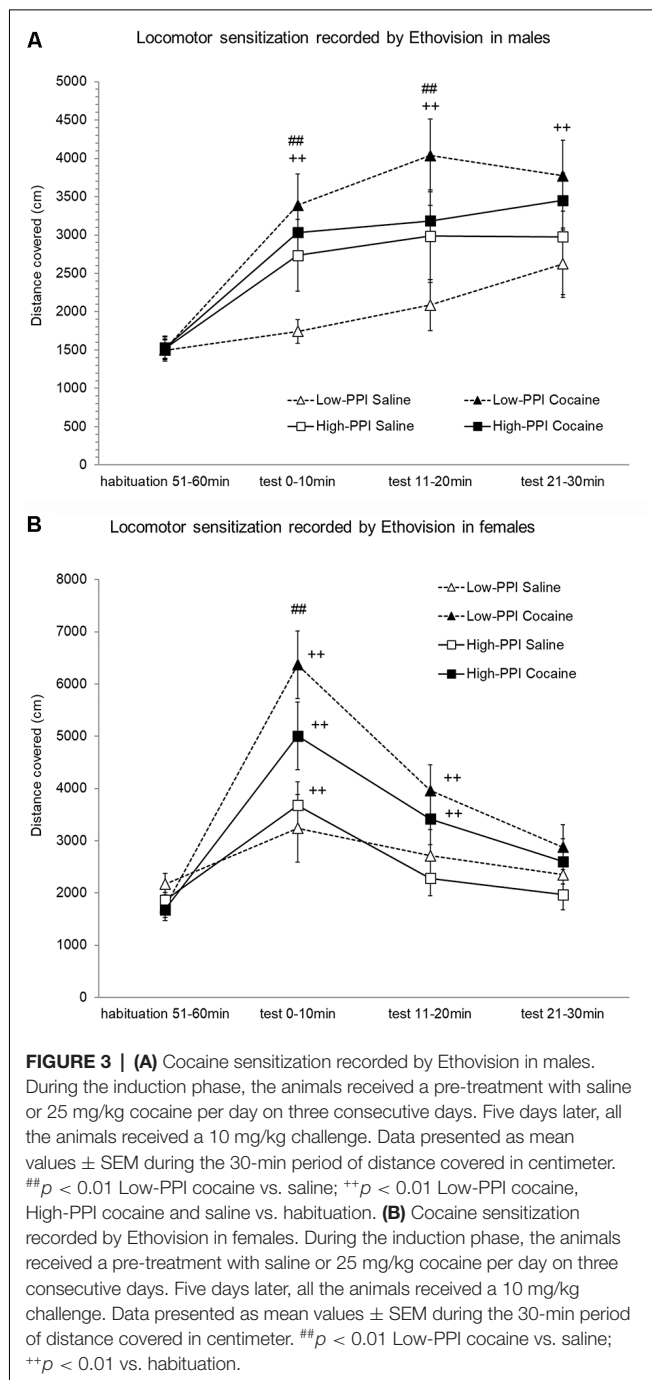 A
Locomotor sensitization recorded by Ethovision in males
5000
4500
4000
3500
3000
2500
2000
1500
1000
500
0
Distance covered (cm)
##
++
##
++
++
Low-PPI Saline
Low-PPI Cocaine
High-PPI Saline
High-PPI Cocaine
habituation 51-60min
test 0-10min
test 11-20min
test 21-30min
B
Locomotor sensitization recorded by Ethovision in females
8000
7000
6000
5000
4000
3000
2000
1000
0
Distance covered (cm)
Low-PPI Saline
Low-PPI Cocaine
High-PPI Saline
High-PPI Cocaine
##
++
++
++
++
++
habituation 51-60min
test 0-10min
test 11-20min
test 21-30min
FIGURE 3 | (A) Cocaine sensitization recorded by Ethovision in males.
During the induction phase, the animals received a pre-treatment with saline
or 25 mg/kg cocaine per day on three consecutive days. Five days later, all
the animals received a 10 mg/kg challenge. Data presented as mean
values ± SEM during the 30-min period of distance covered in centimeter.
##p < 0.01 Low-PPI cocaine vs. saline; ++p < 0.01 Low-PPI cocaine,
High-PPI cocaine and saline vs. habituation. (B) Cocaine sensitization
recorded by Ethovision in females. During the induction phase, the animals
received a pre-treatment with saline or 25 mg/kg cocaine per day on three
consecutive days. Five days later, all the animals received a 10 mg/kg
challenge. Data presented as mean values ± SEM during the 30-min period
of distance covered in centimeter. ##p < 0.01 Low-PPI cocaine vs. saline;
++p < 0.01 vs. habituation.